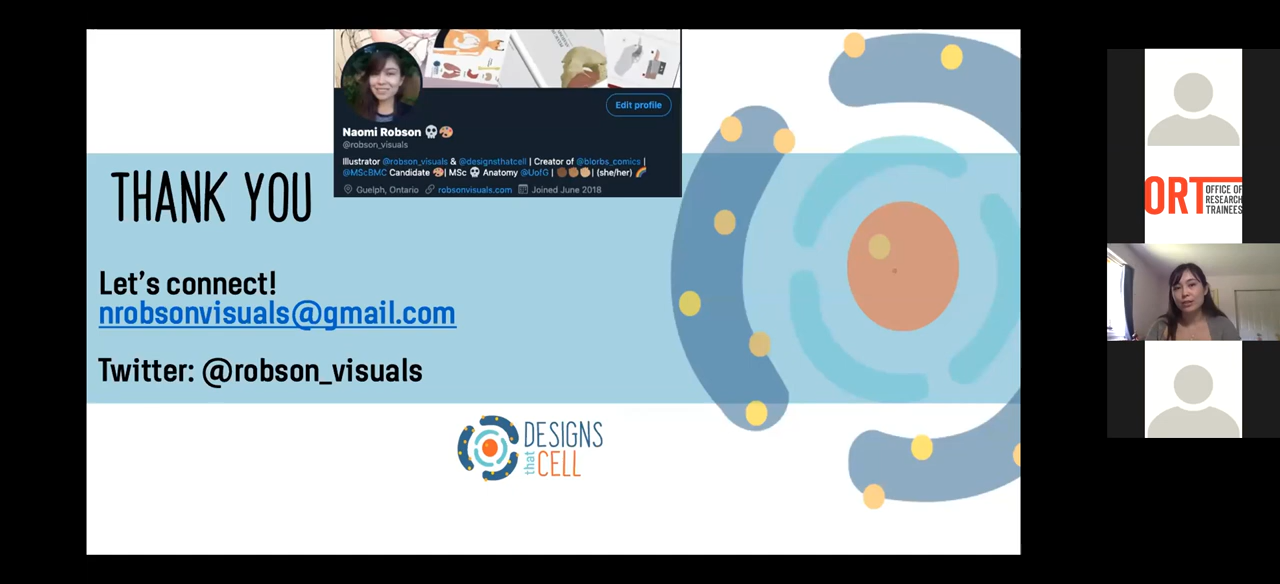 Edit profile
Naomi Robson
@robson_visuals
Illustrator @robson_visuals & @designsthatcell | Creator of @blorbs_comics |
@MScBMC Candidate | MSc Anatomy @UofG | | (she/her)
Guelph, Ontario robsonvisuals.com Joined June 2018
THANK YOU
Let's connect!
nrobsonvisuals@gmail.com
Twitter: @robson_visuals
DESIGNS
that CELL
ORT
OFFICE OF
RESEARCH
TRAINEES